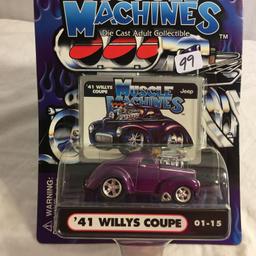 MACHINES
Die Cast Adult Collectible
99
'41 WILLYS
COUPE
Jeep
MUSCLE
MACHINES
WARNING:
'41 WILLYS COUPE
01-15